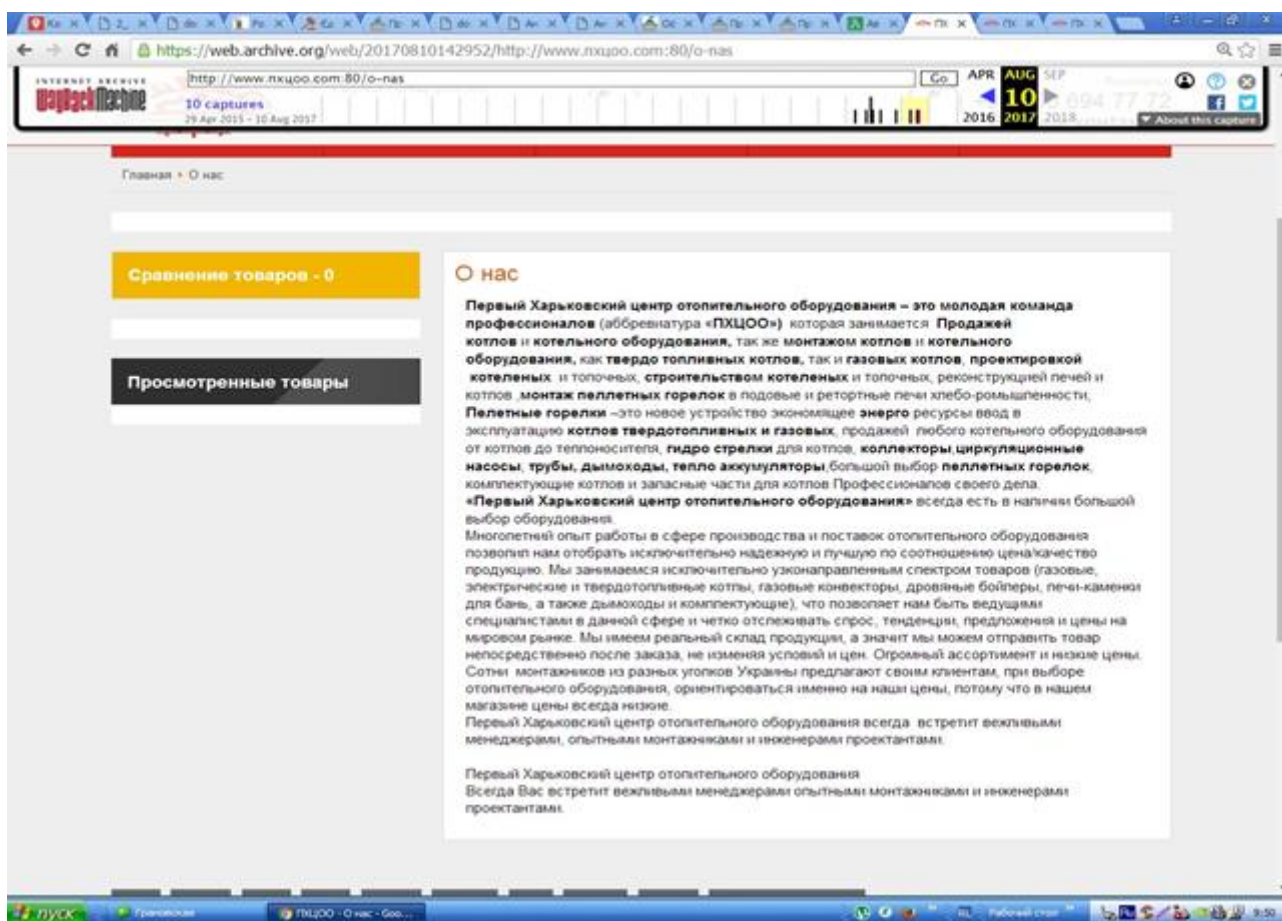 https://web.archive.org/web/20170810142952/http://www.пхцоо.com:80/o-nas
INTERNET ARCHIVE
WayBack Machine
http://www.пхцоо.com:80/o-nas
Go
APR AUG SEP
10 captures
10
29 Apr 2015 – 10 Aug 2017
2016 2017 2018
About this capture
Главная • О нас
Сравнение товаров - 0
Просмотренные товары
О нас
Первый Харьковский центр отопительного оборудования – это молодая команда
профессионалов (аббревиатура «ПХЦОО») которая занимается Продажей
котлов и котельного оборудования, так же монтажом котлов и котельного
оборудования, как твердо топливных котлов, так и газовых котлов, проектировкой
котеленых и топочных, строительством котеленых и топочных, реконструкцией печей и
котлов ,монтаж пеллетных горелок в подовые и ретортные печи хлебо-ромышленности,
Пелетные горелки –это новое устройство экономящее энерго ресурсы ввод в
эксплуатацию котлов твердотопливных и газовых, продажей любого котельного оборудования
от котлов до теплоносителя, гидро стрелки для котлов, коллекторы,циркуляционные
насосы, трубы, дымоходы, тепло аккумуляторы,большой выбор пеллетных горелок,
комплектующие котлов и запасные части для котлов Профессионалов своего дела.
«Первый Харьковский центр отопительного оборудования» всегда есть в наличии большой
выбор оборудования.
Многолетний опыт работы в сфере производства и поставок отопительного оборудования
позволил нам отобрать исключительно надежную и лучшую по соотношению цена/качество
продукцию. Мы занимаемся исключительно узконаправленным спектром товаров (газовые,
электрические и твердотопливные котлы, газовые конвекторы, дровяные бойлеры, печи-каменки
для бань, а также дымоходы и комплектующие), что позволяет нам быть ведущими
специалистами в данной сфере и четко отслеживать спрос, тенденции, предложения и цены на
мировом рынке. Мы имеем реальный склад продукции, а значит мы можем отправить товар
непосредственно после заказа, не изменяя условий и цен. Огромный ассортимент и низкие цены.
Сотни монтажников из разных уголков Украины предлагают своим клиентам, при выборе
отопительного оборудования, ориентироваться именно на наши цены, потому что в нашем
магазине цены всегда низкие.
Первый Харьковский центр отопительного оборудования всегда встретит вежливыми
менеджерами, опытными монтажниками и инженерами проектантами.
Первый Харьковский центр отопительного оборудования
Всегда Вас встретит вежливыми менеджерами опытными монтажниками и инженерами
проектантами.
пуск
ПХЦОО - О нас - Goo...
Рабочий стол
9:50